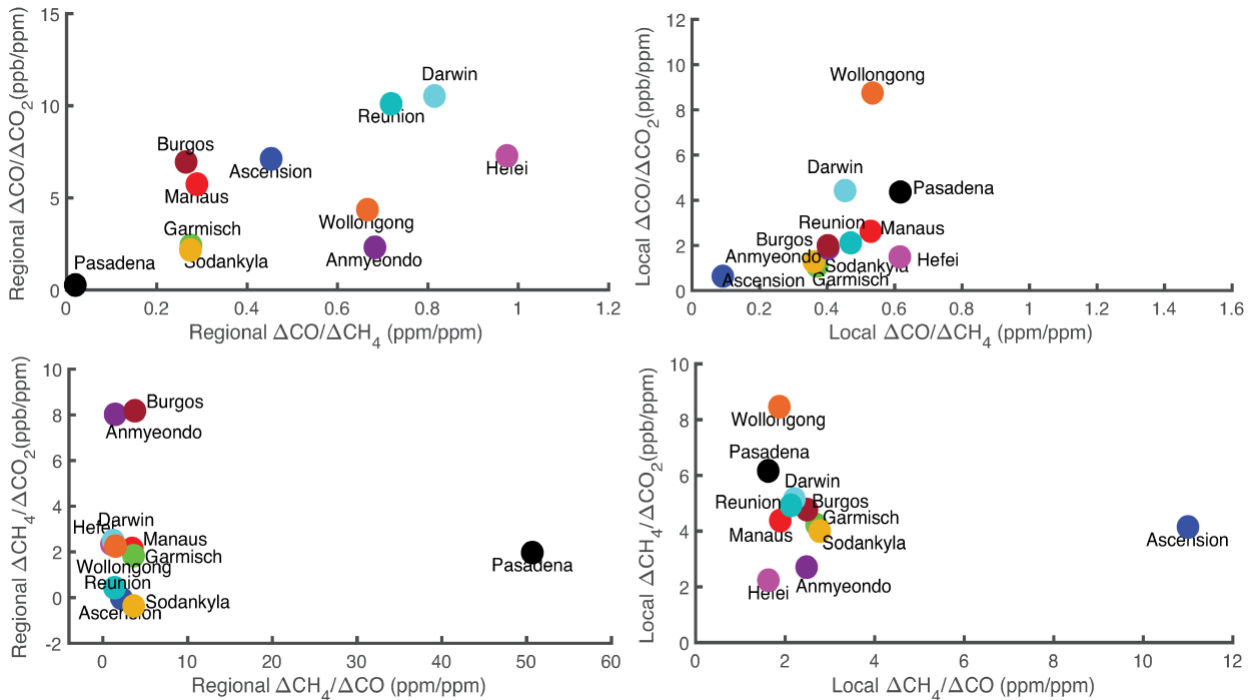 Regional ΔCO/ΔCO2(ppb/ppm)
15
10
5
0
0
0.2
0.4
0.6
0.8
1
1.2
Darwin
Reunion
Burgos
Ascension
Hefei
Manaus
Garmisch
Wollongong
Sodankyla
Anmyeondo
Pasadena
Regional ΔCO/ΔCH4 (ppm/ppm)
Local ΔCO/ΔCO2(ppb/ppm)
12
10
8
6
4
2
0
0
0.2
0.4
0.6
0.8
1
1.2
1.4
1.6
Wollongong
Darwin
Pasadena
Reunion
Manaus
Burgos
Anmyeondo
Sodankyla
Hefei
Ascension
Garmisch
Local ΔCO/ΔCH4 (ppm/ppm)
Regional ΔCH4/ΔCO2(ppb/ppm)
10
8
6
4
2
0
-2
0
10
20
30
40
50
60
Burgos
Anmyeondo
Darwin
Hefei
Manaus
Garmisch
Wollongong
Pasadena
Reunion
Sodankyla
Ascension
Regional ΔCH4/ΔCO (ppm/ppm)
Local ΔCH4/ΔCO2(ppb/ppm)
10
8
6
4
2
0
0
2
4
6
8
10
12
Wollongong
Pasadena
Darwin
Reunion
Burgos
Garmisch
Manaus
Sodankyla
Ascension
Hefei
Anmyeondo
Local ΔCH4/ΔCO (ppm/ppm)